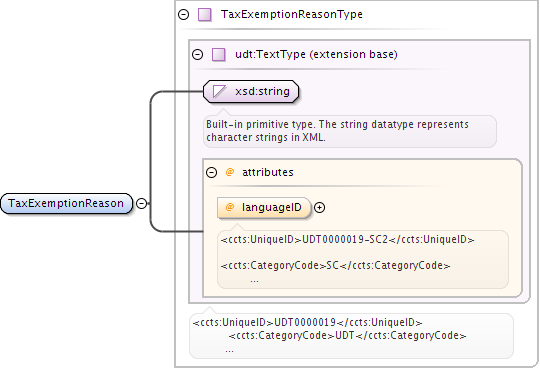 TaxExemptionReasonType
udt:TextType (extension base)
xsd:string
Built-in primitive type. The string datatype represents
character strings in XML.
@ attributes
TaxExemptionReason
@ languageID
<ccts:UniqueID>UDT0000019-SC2</ccts:UniqueID>
<ccts:CategoryCode>SC</ccts:CategoryCode>
...
<ccts:UniqueID>UDT0000019</ccts:UniqueID>
<ccts:CategoryCode>UDT</ccts:CategoryCode>
...